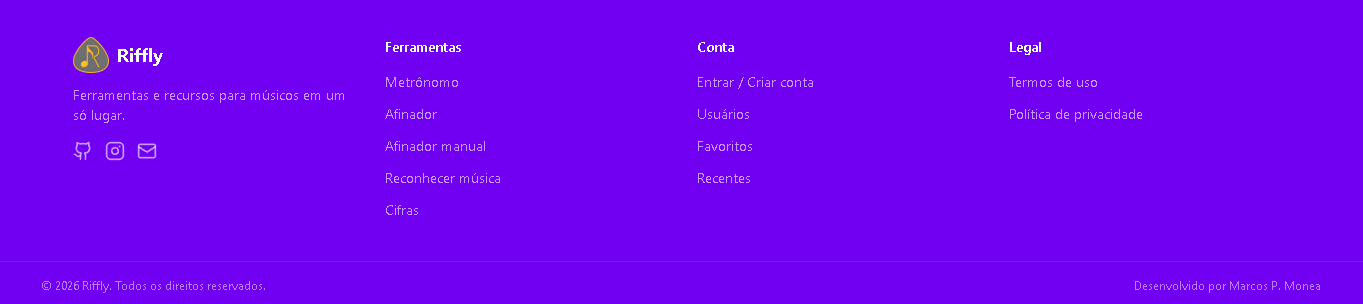 Riffly
Ferramentas e recursos para músicos em um
só lugar.
Ferramentas
Metrônomo
Afinador
Afinador manual
Reconhecer música
Cifras
Conta
Entrar / Criar conta
Usuários
Favoritos
Recentes
Legal
Termos de uso
Política de privacidade
© 2026 Riffly. Todos os direitos reservados.
Desenvolvido por Marcos P. Monea